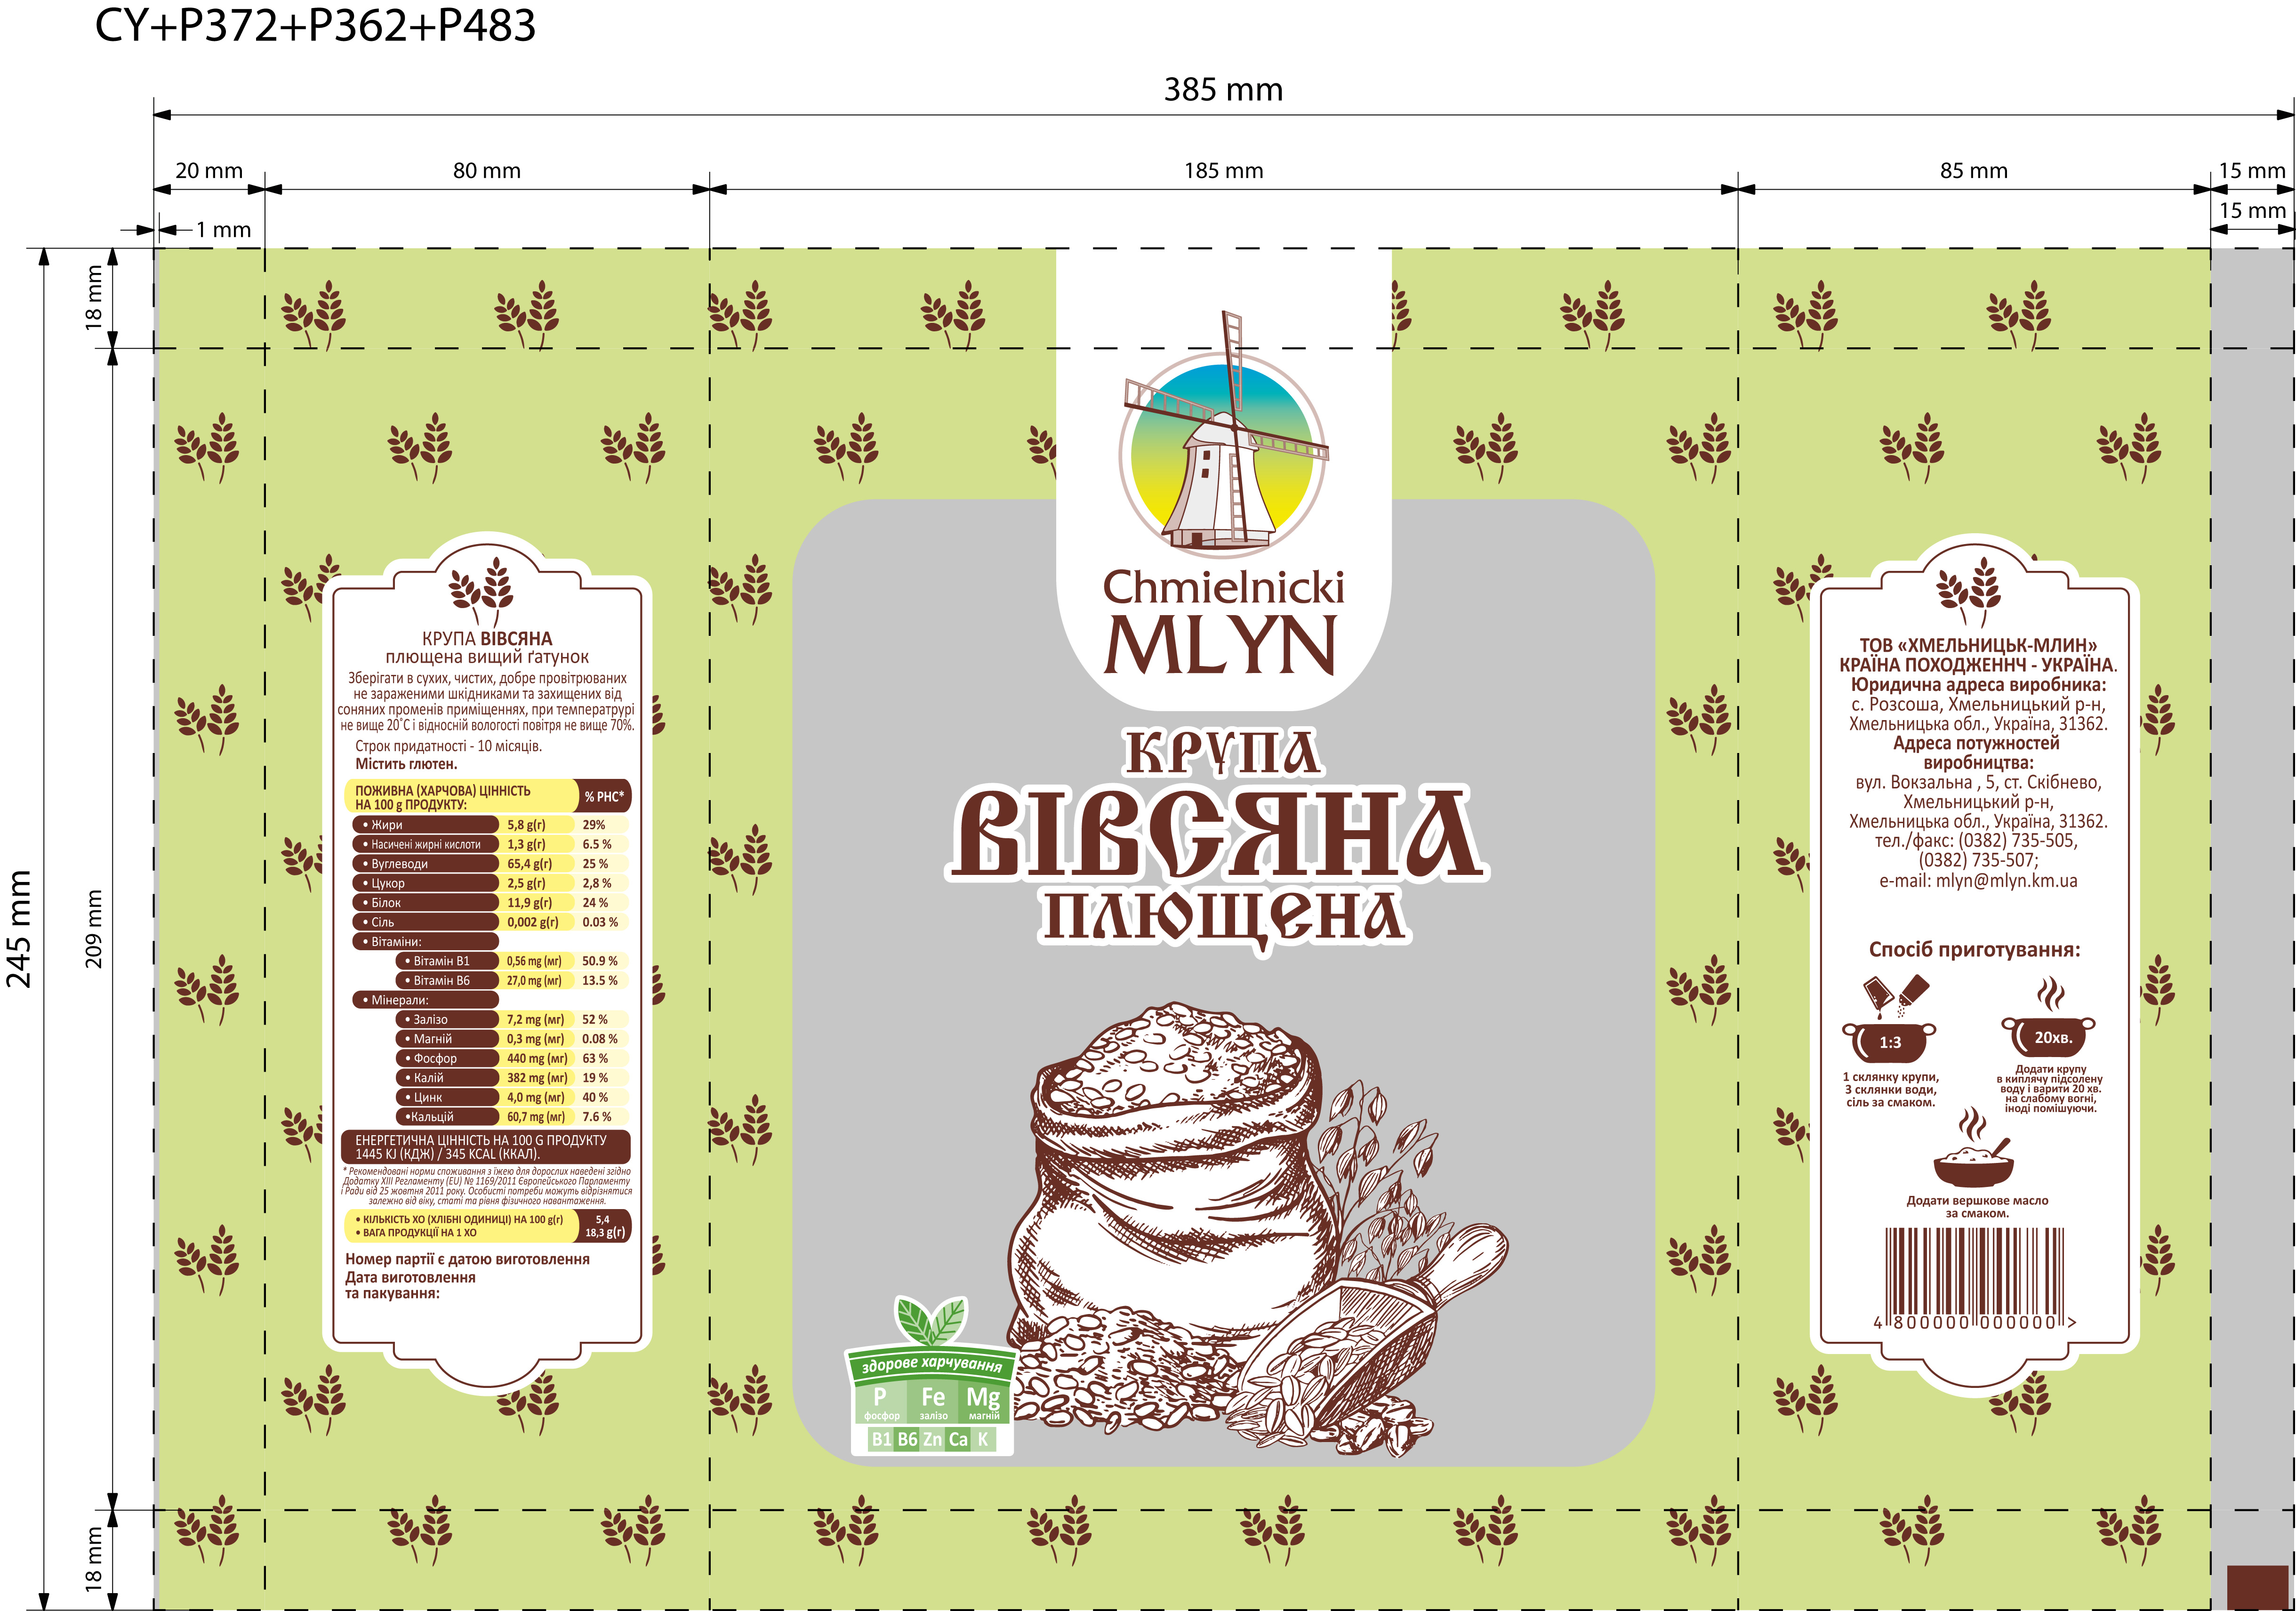 CY+P372+P362+P483
385 mm
20 mm
80 mm
185 mm
85 mm
15 mm
15 mm
1 mm
18 mm
245 mm
209 mm
18 mm
КРУПА ВІВСЯНА
плющена вищий ґатунок
Зберігати в сухих, чистих, добре провітрюваних
не зараженими шкідниками та захищених від
соняних променів приміщеннях, при температрурі
не вище 20˚С і відносній вологості повітря не вище 70%.
Строк придатності - 10 місяців.
Містить глютен.
ПОЖИВНА (ХАРЧОВА) ЦІННІСТЬ
НА 100 g ПРОДУКТУ:
% РНС*
• Жири 5,8 g(г) 29%
• Насичені жирні кислоти 1,3 g(г) 6.5 %
• Вуглеводи 65,4 g(г) 25 %
• Цукор 2,5 g(г) 2,8 %
• Білок 11,9 g(г) 24 %
• Сіль 0,002 g(г) 0.03 %
• Вітаміни:
• Вітамін В1 0,56 mg (мг) 50.9 %
• Вітамін В6 27,0 mg (мг) 13.5 %
• Мінерали:
• Залізо 7,2 mg (мг) 52 %
• Магній 0,3 mg (мг) 0.08 %
• Фосфор 440 mg (мг) 63 %
• Калій 382 mg (мг) 19 %
• Цинк 4,0 mg (мг) 40 %
•Кальцій 60,7 mg (мг) 7.6 %
ЕНЕРГЕТИЧНА ЦІННІСТЬ НА 100 G ПРОДУКТУ
1445 KJ (КДЖ) / 345 KCAL (ККАЛ).
* Рекомендовані норми споживання з їжею для дорослих наведені згідно
Додатку XIII Регламенту (EU) № 1169/2011 Європейського Парламенту
і Ради від 25 жовтня 2011 року. Особисті потреби можуть відрізнятися
залежно від віку, статі та рівня фізичного навантаження.
• КІЛЬКІСТЬ ХО (ХЛІБНІ ОДИНИЦІ) НА 100 g(г) 5,4
• ВАГА ПРОДУКЦІЇ НА 1 ХО 18,3 g(г)
Номер партії є датою виготовлення
Дата виготовлення
та пакування:
Chmielnicki
MLYN
КРУПА
ВІВСЯНА
ПЛЮЩЕНА
здорове харчування
P Fe Mg
фосфор залізо магній
B1 B6 Zn Ca K
ТОВ «ХМЕЛЬНИЦЬК-МЛИН»
КРАЇНА ПОХОДЖЕННЧ - УКРАЇНА.
Юридична адреса виробника:
с. Розсоша, Хмельницький р-н,
Хмельницька обл., Україна, 31362.
Адреса потужностей
виробництва:
вул. Вокзальна , 5, ст. Скібнево,
Хмельницький р-н,
Хмельницька обл., Україна, 31362.
тел./факс: (0382) 735-505,
(0382) 735-507;
e-mail: mlyn@mlyn.km.ua
Спосіб приготування:
1:3
20хв.
1 склянку крупи,
3 склянки води,
сіль за смаком.
Додати крупу
в киплячу підсолену
воду і варити 20 хв.
на слабому вогні,
іноді помішуючи.
Додати вершкове масло
за смаком.
4 800000 000000 >